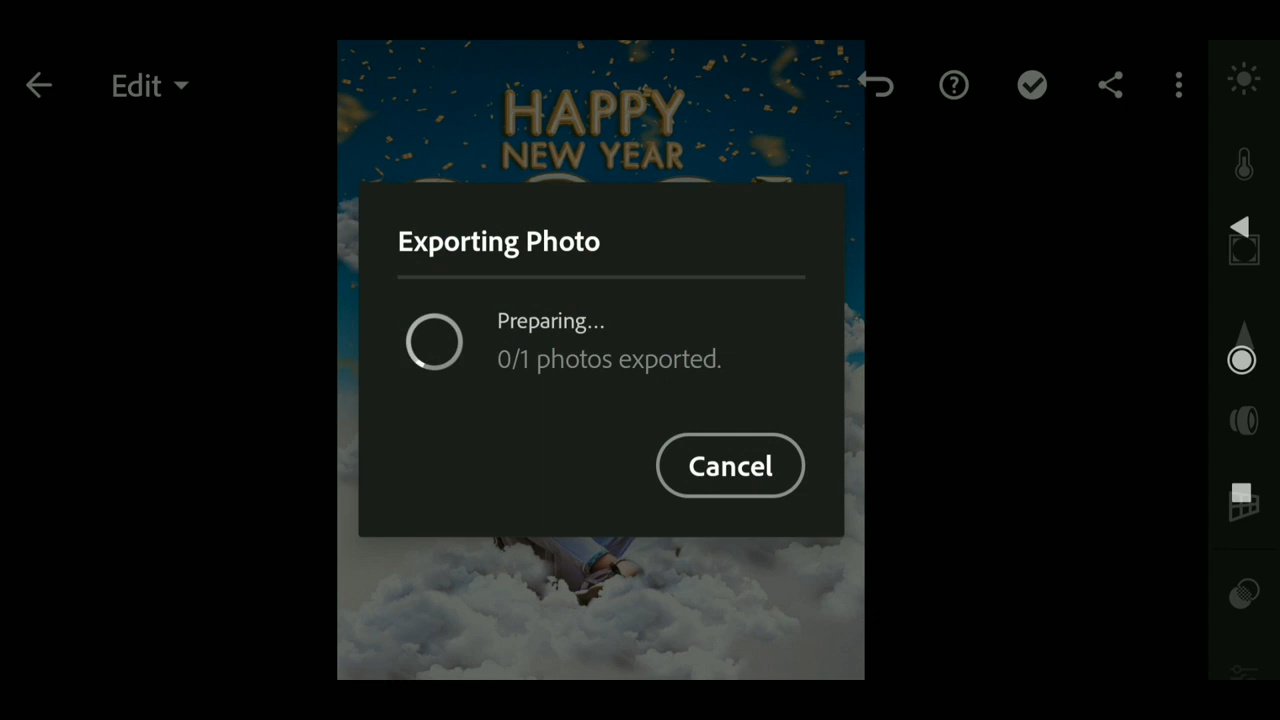 Edit
HAPPY
NEW YEAR
Exporting Photo
Preparing...
0/1 photos exported.
Cancel